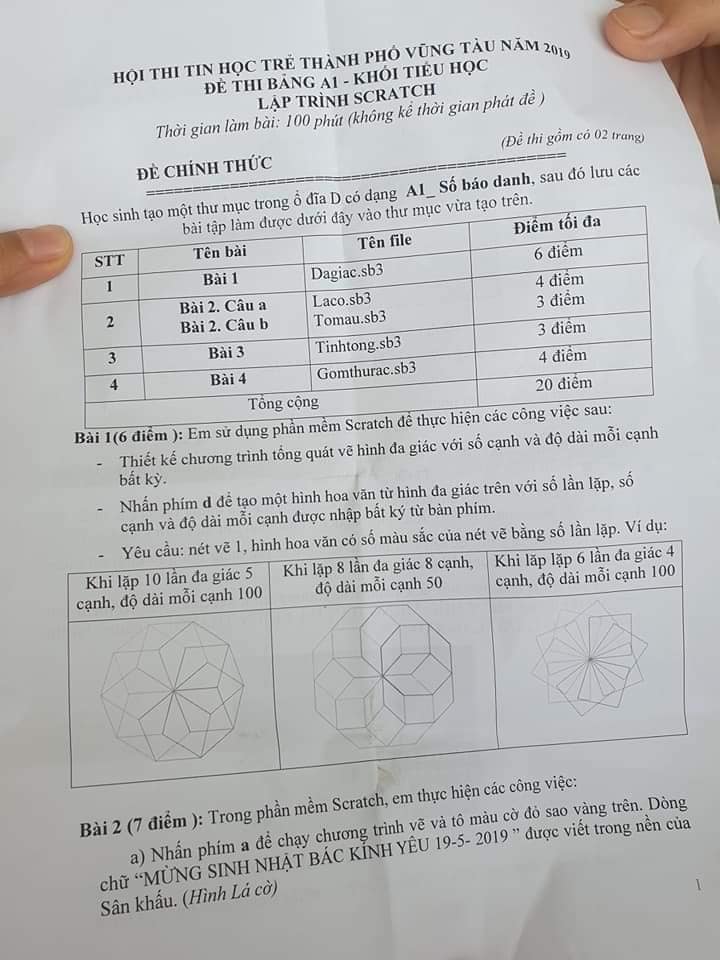 HỘI THI TIN HỌC TRẺ THÀNH PHỐ VŨNG TÀU NĂM 2019
ĐỀ THI BẢNG A1 - KHỐI TIỂU HỌC
LẬP TRÌNH SCRATCH
Thời gian làm bài: 100 phút (không kể thời gian phát đề )
(Đề thi gồm có 02 trang)
ĐỀ CHÍNH THỨC
==============================================
Học sinh tạo một thư mục trong ổ đĩa D có dạng A1_ Số báo danh, sau đó lưu các
bài tập làm được dưới đây vào thư mục vừa tạo trên.
STT Tên bài Tên file Điểm tối đa
1 Bài 1 Dagiac.sb3 6 điểm
2 Bài 2. Câu a Laco.sb3 4 điểm
Bài 2. Câu b Tomau.sb3 3 điểm
3 Bài 3 Tinhtong.sb3 3 điểm
4 Bài 4 Gomthurac.sb3 4 điểm
Tổng cộng 20 điểm
Bài 1(6 điểm ): Em sử dụng phần mềm Scratch để thực hiện các công việc sau:
- Thiết kế chương trình tổng quát vẽ hình đa giác với số cạnh và độ dài mỗi cạnh
bất kỳ.
- Nhấn phím d để tạo một hình hoa văn từ hình đa giác trên với số lần lặp, số
cạnh và độ dài mỗi cạnh được nhập bất ký từ bàn phím.
- Yêu cầu: nét vẽ 1, hình hoa văn có số màu sắc của nét vẽ bằng số lần lặp. Ví dụ:
Khi lặp 10 lần đa giác 5
cạnh, độ dài mỗi cạnh 100
Khi lặp 8 lần đa giác 8 cạnh,
độ dài mỗi cạnh 50
Khi lăp lặp 6 lần đa giác 4
cạnh, độ dài mỗi cạnh 100
Bài 2 (7 điểm ): Trong phần mềm Scratch, em thực hiện các công việc:
a) Nhấn phím a để chạy chương trình vẽ và tô màu cờ đỏ sao vàng trên. Dòng
chữ “MỪNG SINH NHẬT BÁC KÍNH YÊU 19-5- 2019 ” được viết trong nền của
Sân khấu. (Hình Lá cờ)
1